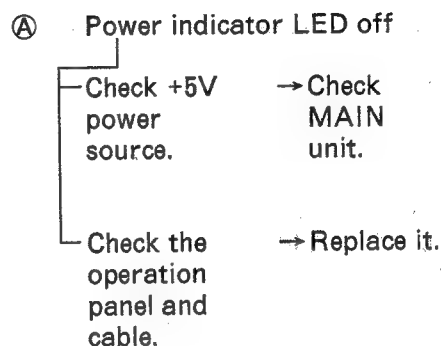 Ⓐ Power indicator LED off
Check +5V → Check
power MAIN
source. unit.
Check the → Replace it.
operation
panel and
cable.